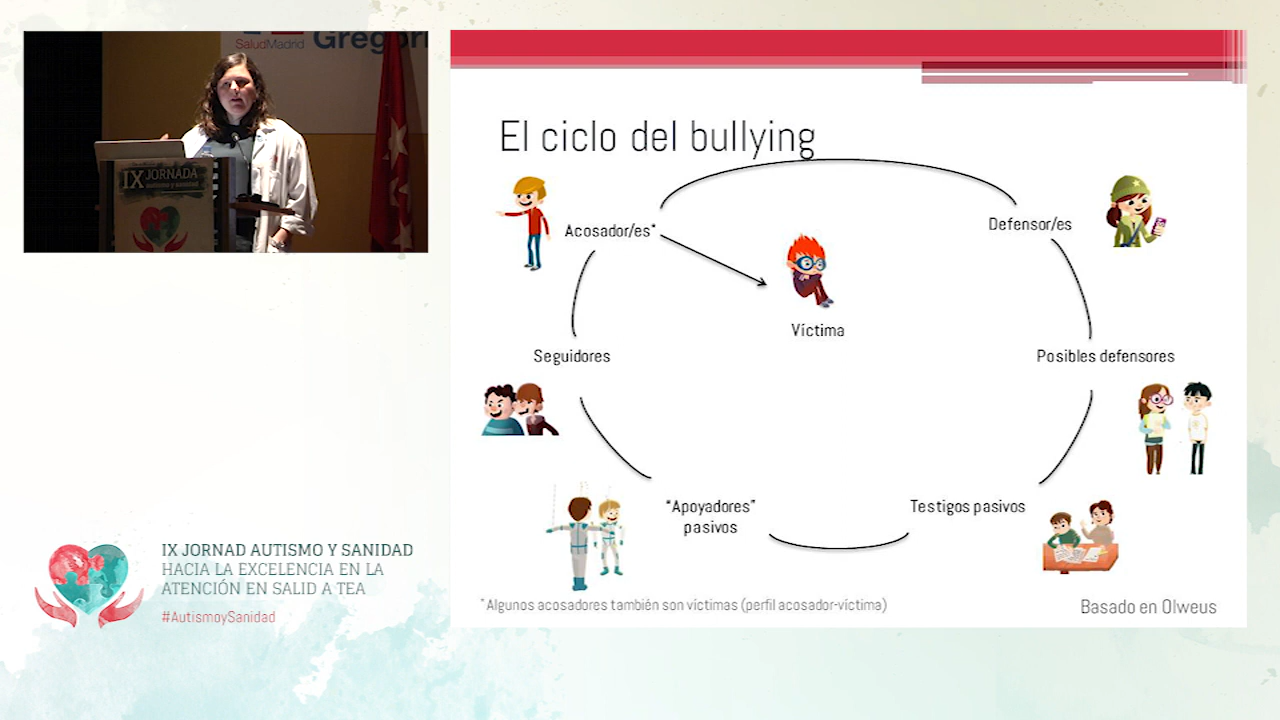 SaludMadrid
Gregori
IX JORNADA
autismo y sanidad
El ciclo del bullying
Acosador/es*
Defensor/es
Víctima
Seguidores
Posibles defensores
"Apoyadores"
pasivos
Testigos pasivos
*Algunos acosadores también son víctimas (perfil acosador-víctima)
Basado en Olweus
IX JORNAD AUTISMO Y SANIDAD
HACIA LA EXCELENCIA EN LA
ATENCIÓN EN SALID A TEA
#AutismoySanidad